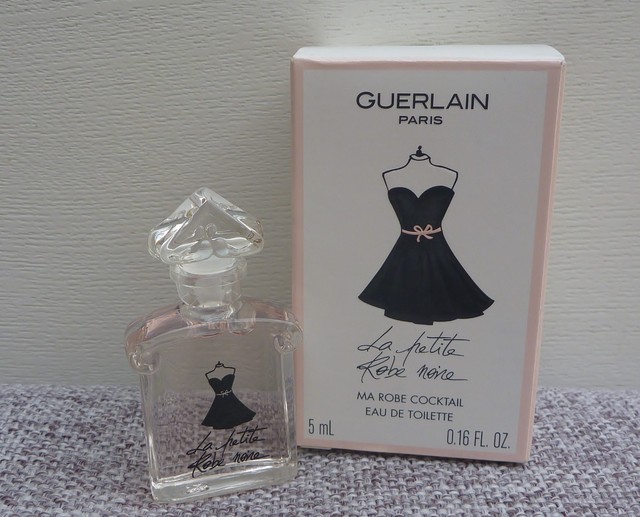 GUERLAIN
PARIS
La petite
Robe noire
MA ROBE COCKTAIL
EAU DE TOILETTE
5 mL
0.16 FL. OZ.
La petite
Robe noire